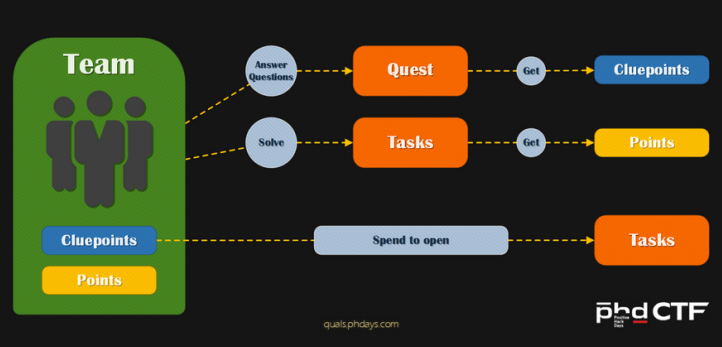 Team
Answer
Questions
Quest
Get
Cluepoints
Solve
Tasks
Get
Points
Cluepoints
Spend to open
Tasks
Points
quals.phdays.com
phd CTF
Positive
Hack
Days